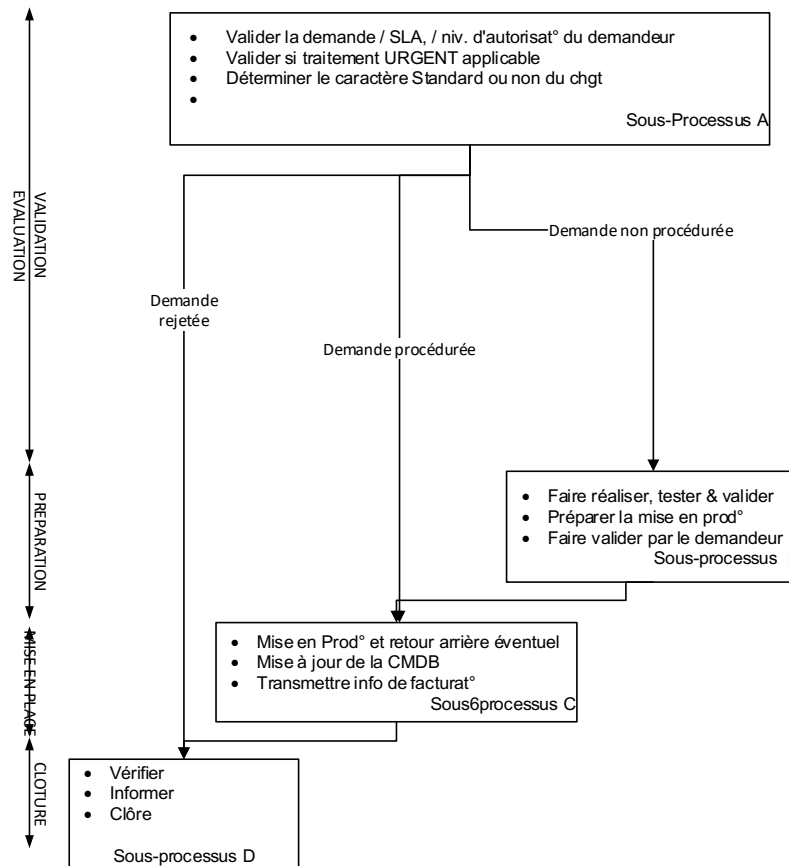 Valider la demande / SLA, / niv. d'autorisat° du demandeur
Valider si traitement URGENT applicable
Déterminer le caractère Standard ou non du chgt
Sous-Processus A
VALIDATION
EVALUATION
Demande non procédurée
Demande
rejetée
Demande procédurée
PREPARATION
Faire réaliser, tester & valider
Préparer la mise en prod°
Faire valider par le demandeur
Sous-processus
MISE EN PLACE
Mise en Prod° et retour arrière éventuel
Mise à jour de la CMDB
Transmettre info de facturat°
Sous6processus C
CLOTURE
Vérifier
Informer
Clôre
Sous-processus D